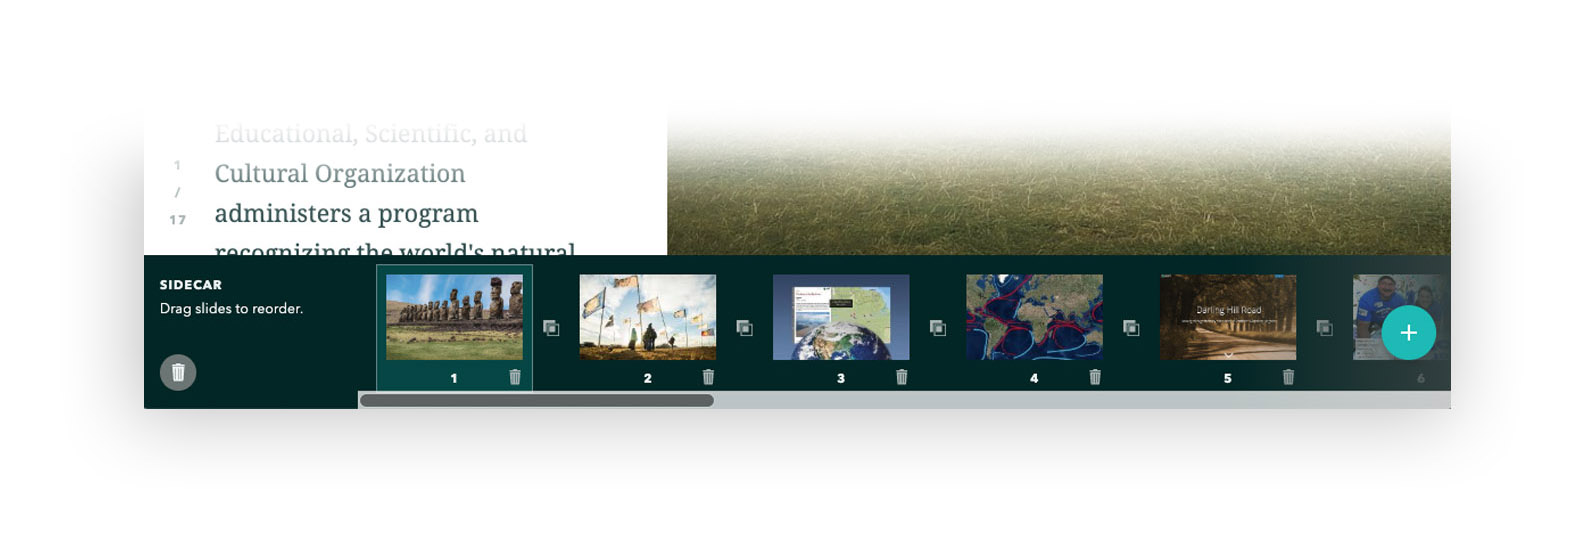 Educational, Scientific, and
Cultural Organization
administers a program
recognizing the world's natural
1
/
17
SIDECAR
Drag slides to reorder.
Darling Hill Road
1
2
3
4
5
6